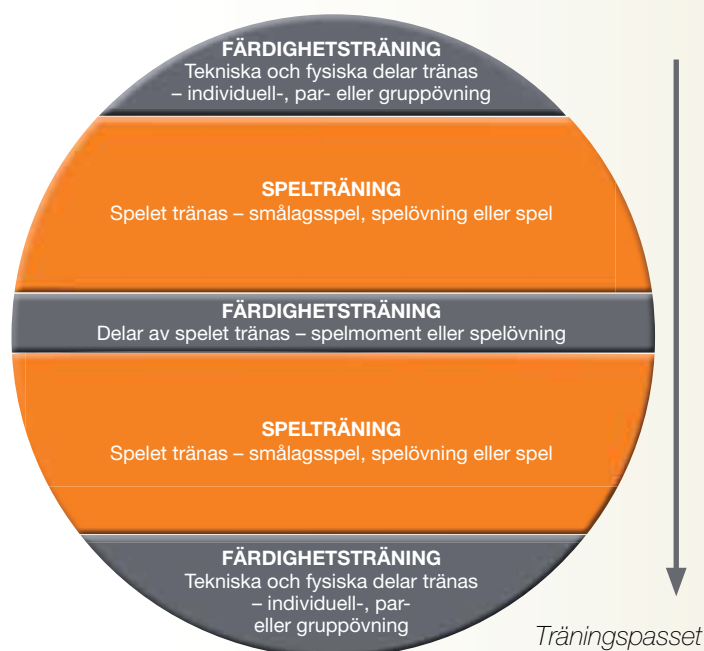 FÄRDIGHETSTRÄNING
Tekniska och fysiska delar tränas
– individuell-, par- eller gruppövning
SPELTRÄNING
Spelet tränas – smålagsspel, spelövning eller spel
FÄRDIGHETSTRÄNING
Delar av spelet tränas – spelmoment eller spelövning
SPELTRÄNING
Spelet tränas – smålagsspel, spelövning eller spel
FÄRDIGHETSTRÄNING
Tekniska och fysiska delar tränas
– individuell-, par-
eller gruppövning
Träningspasset